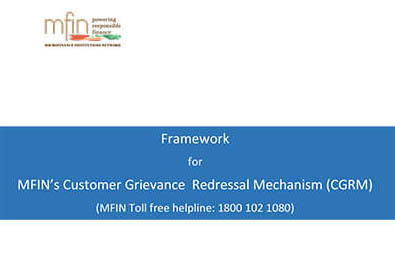 mfin powering
responsible
finance
MICROFINANCE INSTITUTIONS NETWORK
Framework
for
MFIN's Customer Grievance Redressal Mechanism (CGRM)
(MFIN Toll free helpline: 1800 102 1080)